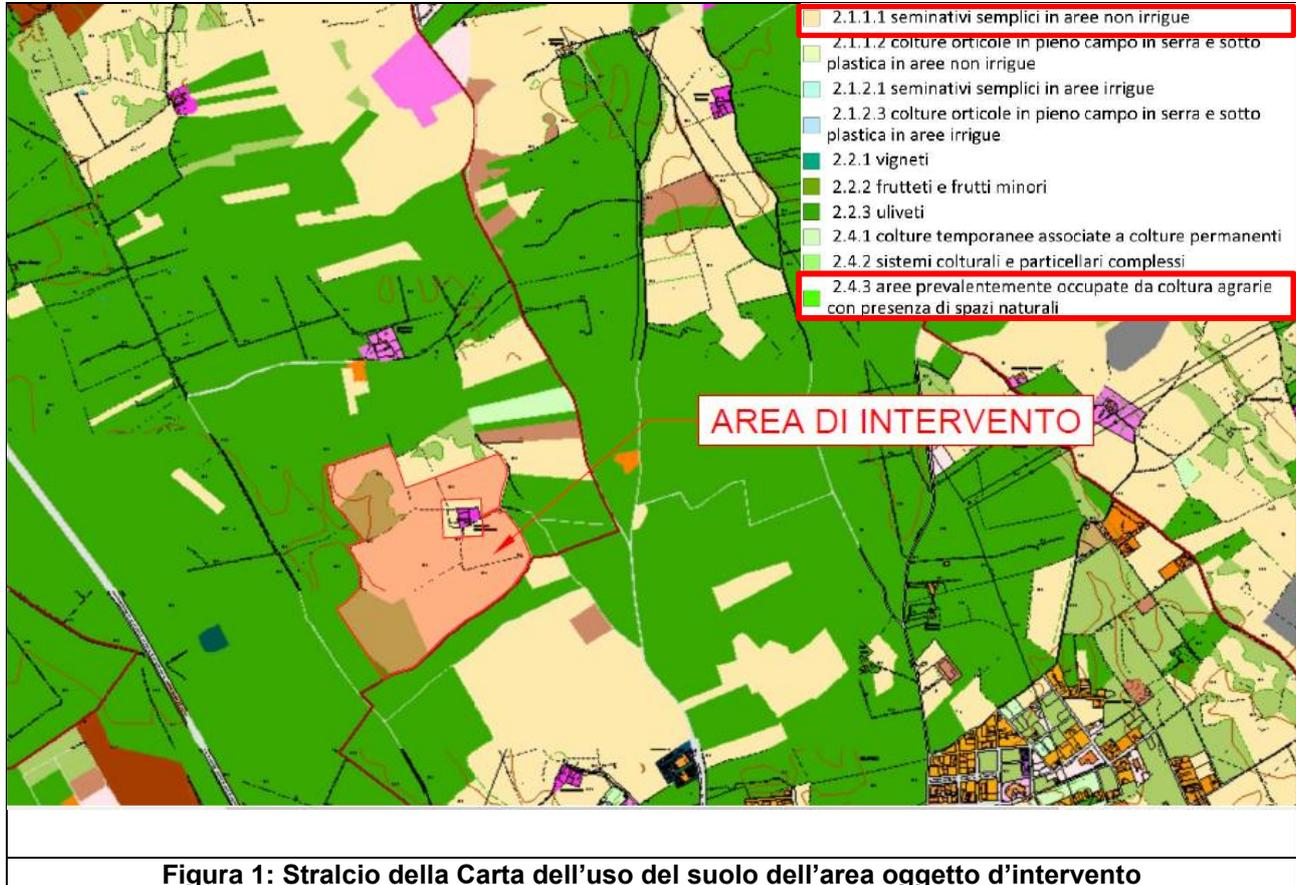 2.1.1.1 seminativi semplici in aree non irrigue
2.1.1.2 colture orticole in pieno campo in serra e sotto
plastica in aree non irrigue
2.1.2.1 seminativi semplici in aree irrigue
2.1.2.3 colture orticole in pieno campo in serra e sotto
plastica in aree irrigue
2.2.1 vigneti
2.2.2 frutteti e frutti minori
2.2.3 uliveti
2.4.1 colture temporanee associate a colture permanenti
2.4.2 sistemi colturali e particellari complessi
2.4.3 aree prevalentemente occupate da coltura agrarie
con presenza di spazi naturali
AREA DI INTERVENTO
Figura 1: Stralcio della Carta dell'uso del suolo dell'area oggetto d'intervento